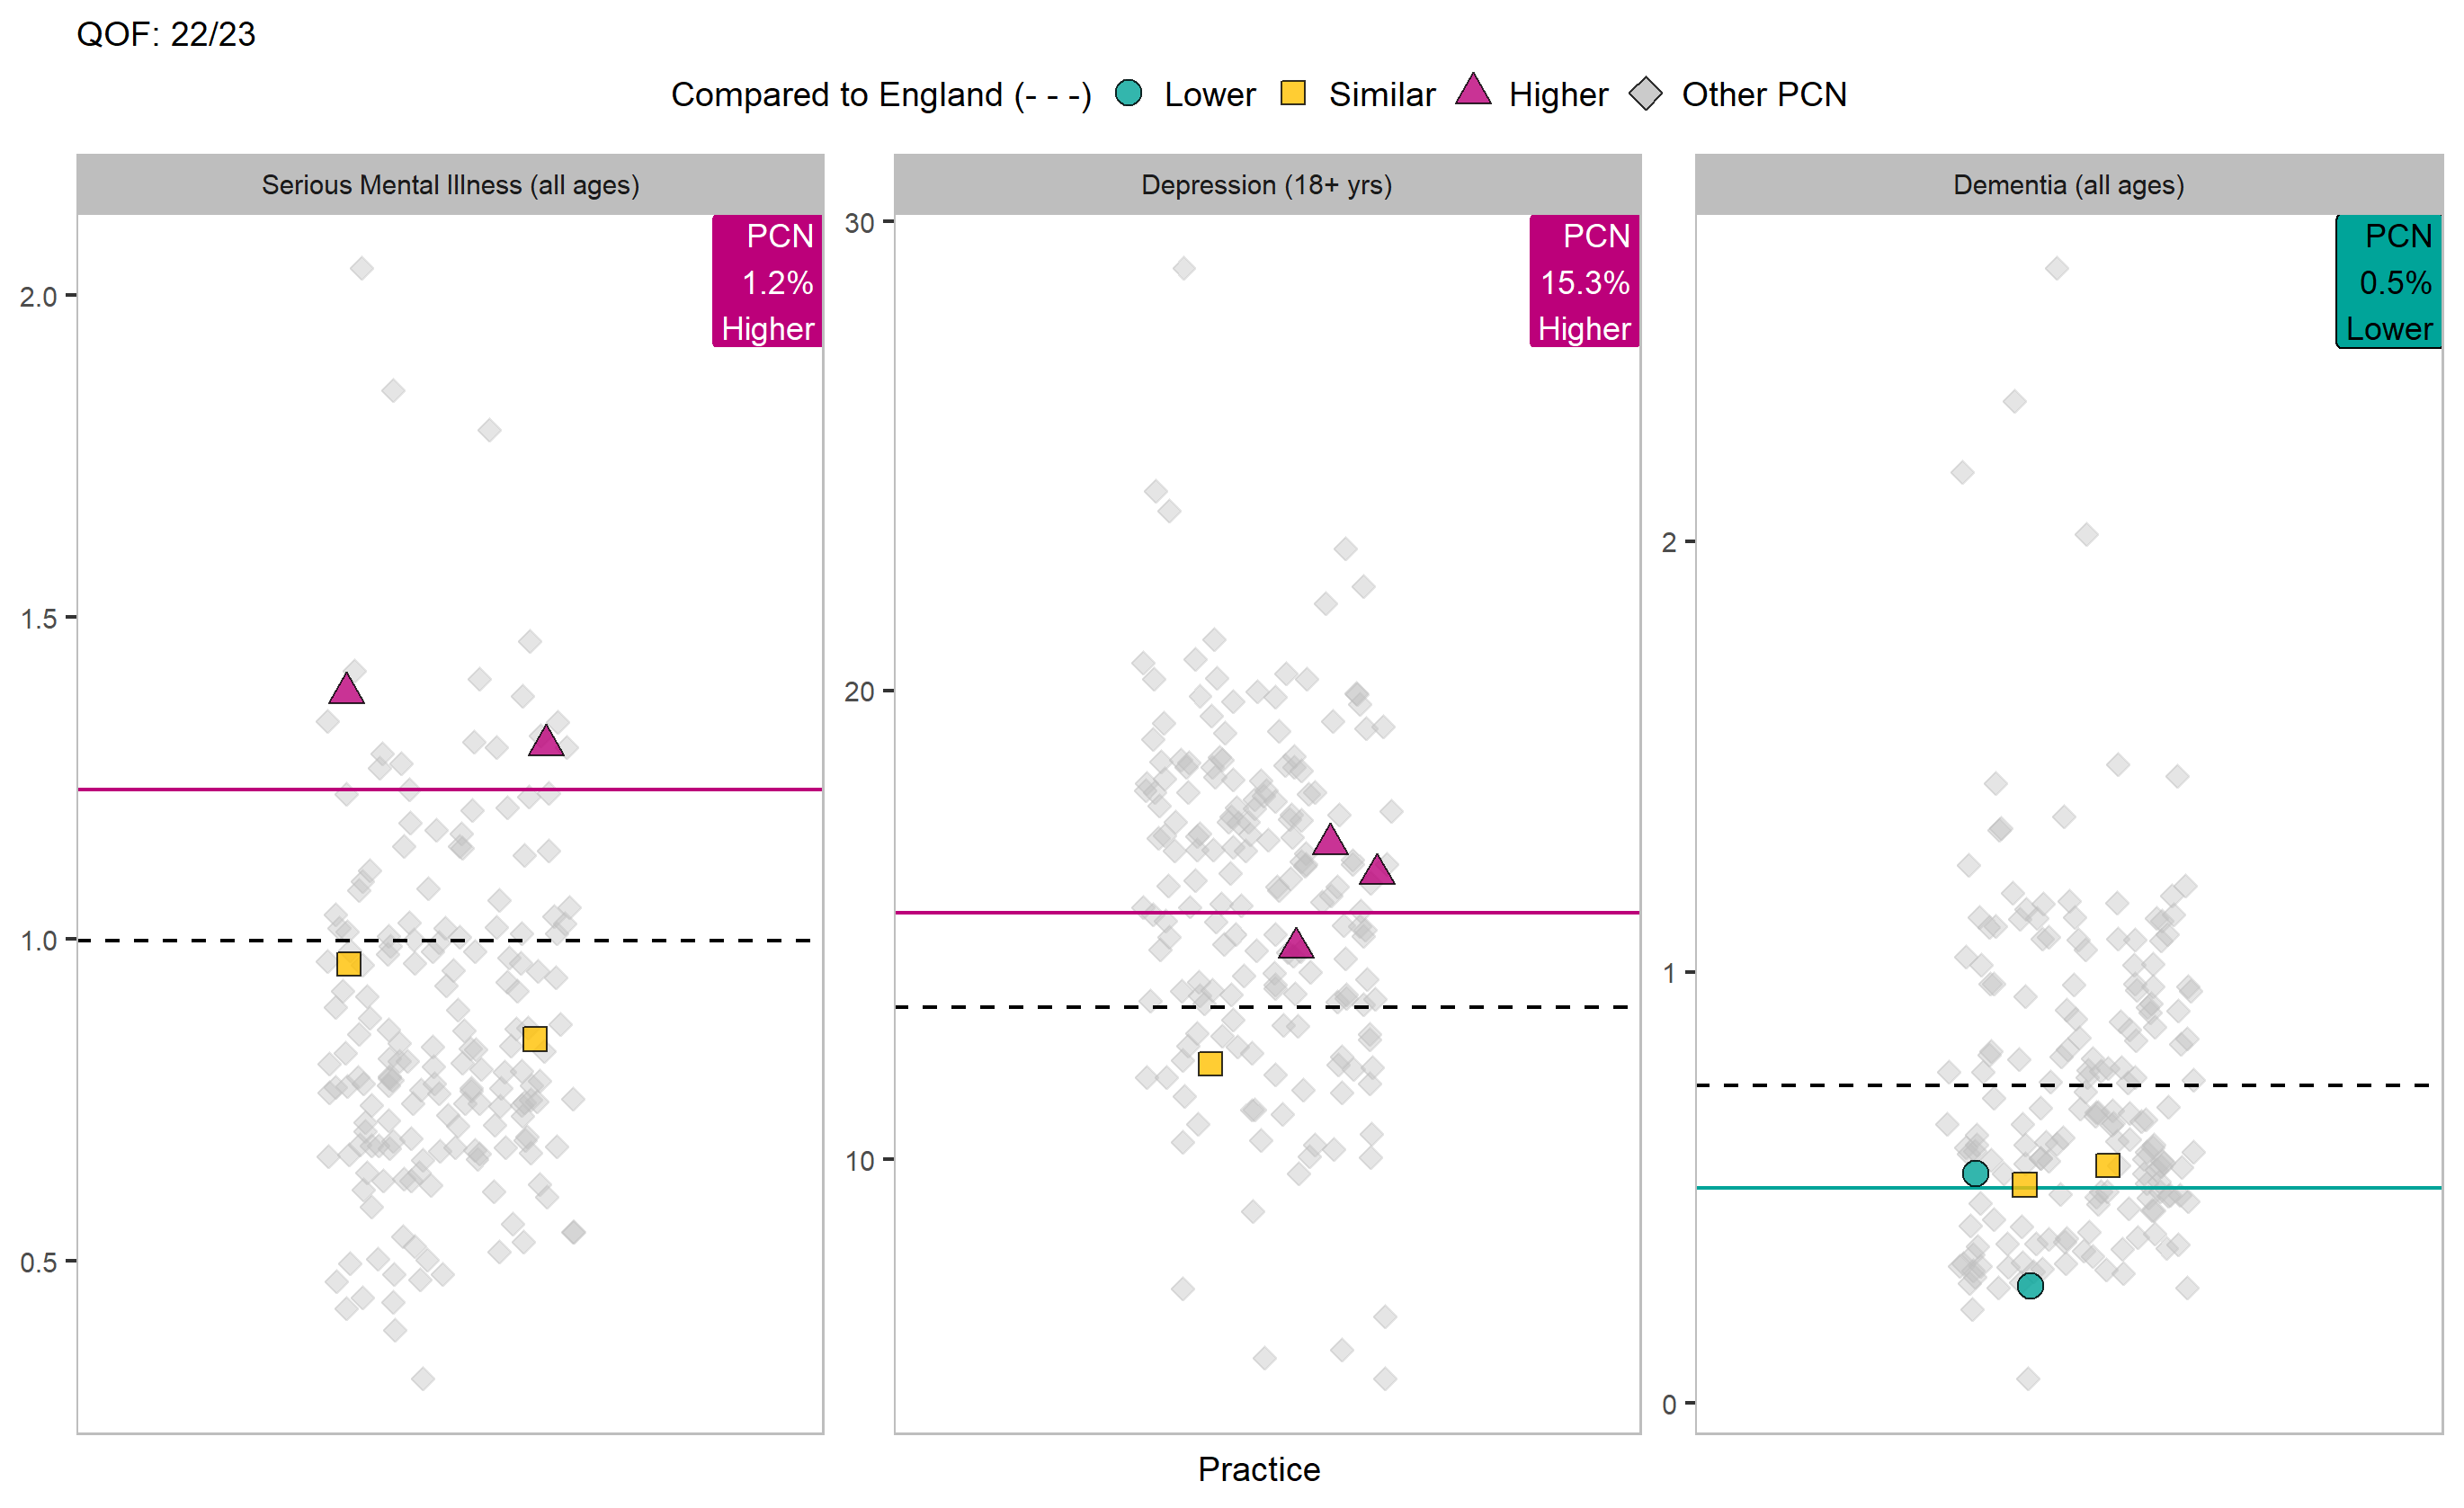 QOF: 22/23
Compared to England (- - -) Lower Similar Higher Other PCN
Serious Mental Illness (all ages)
PCN
1.2%
Higher
2.0
1.5
1.0
0.5
Depression (18+ yrs)
PCN
15.3%
Higher
30
20
10
Dementia (all ages)
PCN
0.5%
Lower
2
1
0
Practice